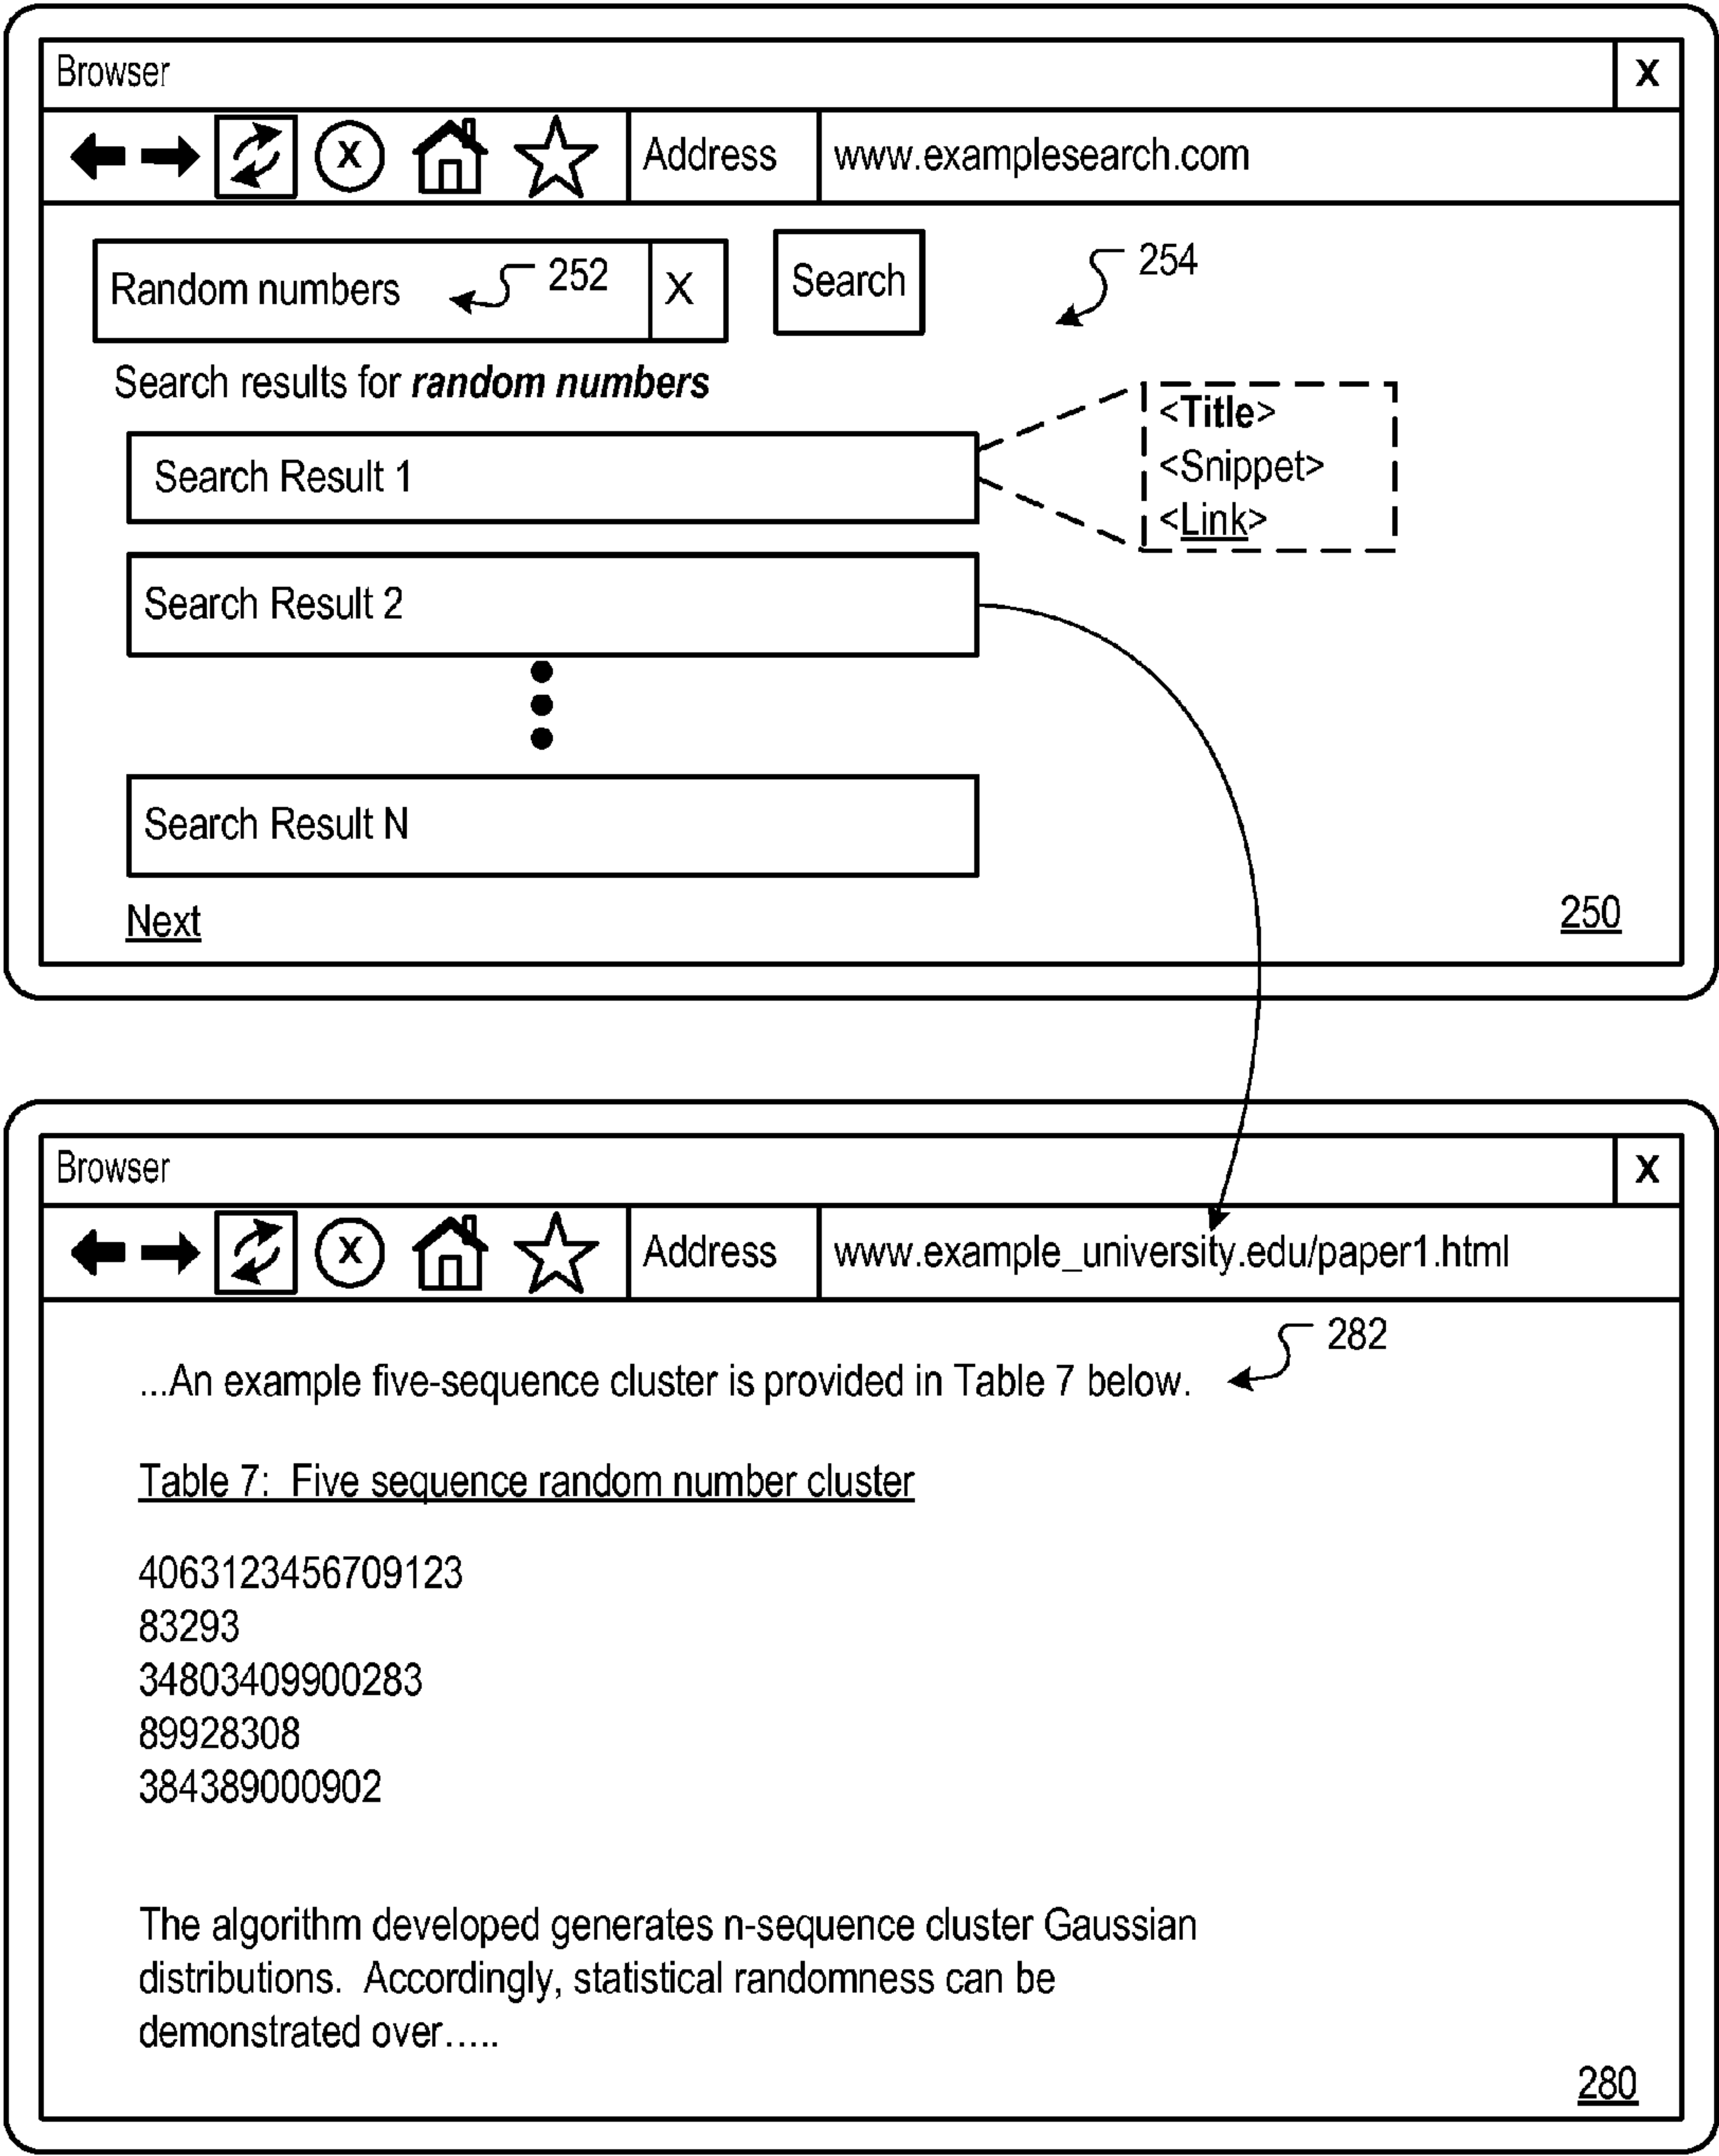 Browser X
X Address www.examplesearch.com
Random numbers 252 X Search 254
Search results for random numbers
<Title>
<Snippet>
<Link>
Search Result 1
Search Result 2
Search Result N
Next 250
Browser X
X Address www.example_university.edu/paper1.html
282
...An example five-sequence cluster is provided in Table 7 below.
Table 7: Five sequence random number cluster
4063123456709123
83293
34803409900283
89928308
384389000902
The algorithm developed generates n-sequence cluster Gaussian
distributions. Accordingly, statistical randomness can be
demonstrated over.....
280